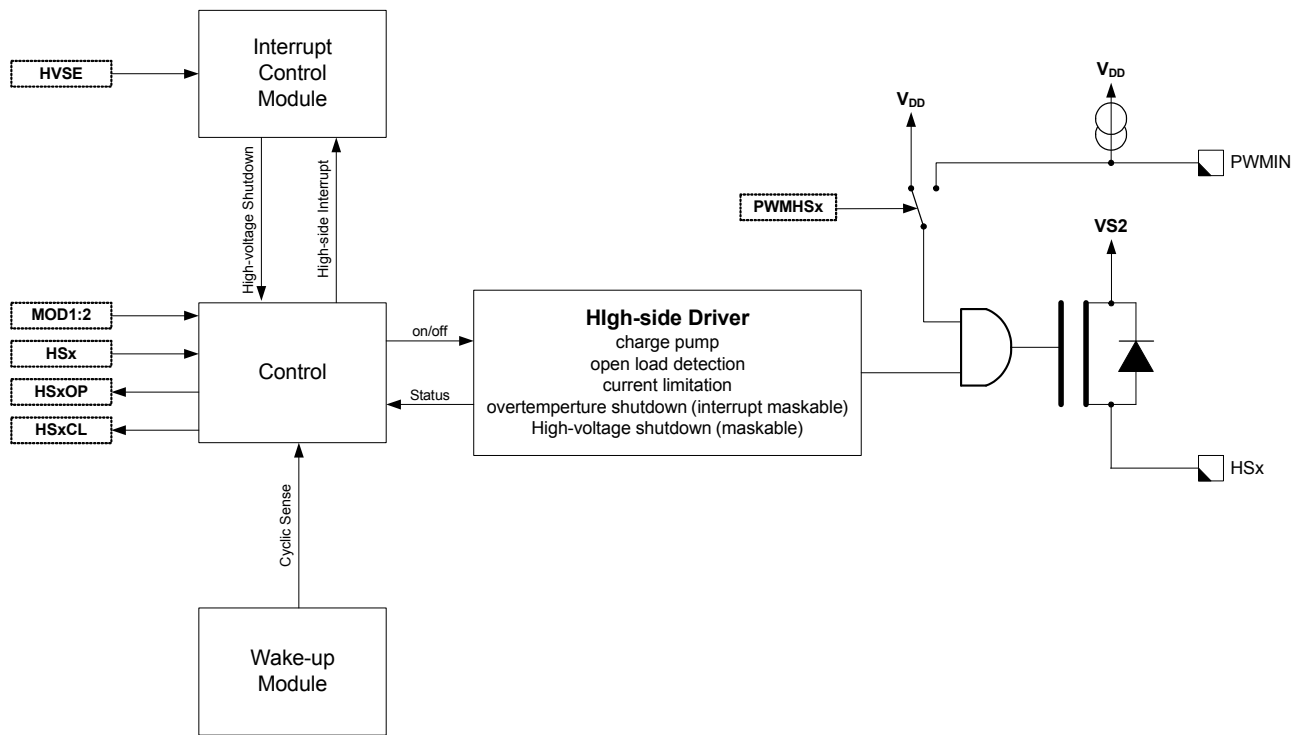 Interrupt
Control
Module
HVSE
VDD
VDD
PWMIN
PWMHSx
High-voltage Shutdown
High-side Interrupt
VS2
MOD1:2
HSx
HSxOP
HSxCL
Control
on/off
Status
HIgh-side Driver
charge pump
open load detection
current limitation
overtemperture shutdown (interrupt maskable)
High-voltage shutdown (maskable)
HSx
Cyclic Sense
Wake-up
Module